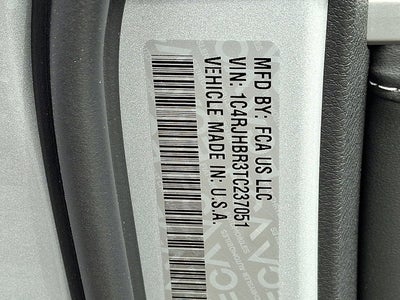 MFD BY: FCA US LLC
VIN: 1C4RJHBR3TC237051
VEHICLE MADE IN: U.S.A.